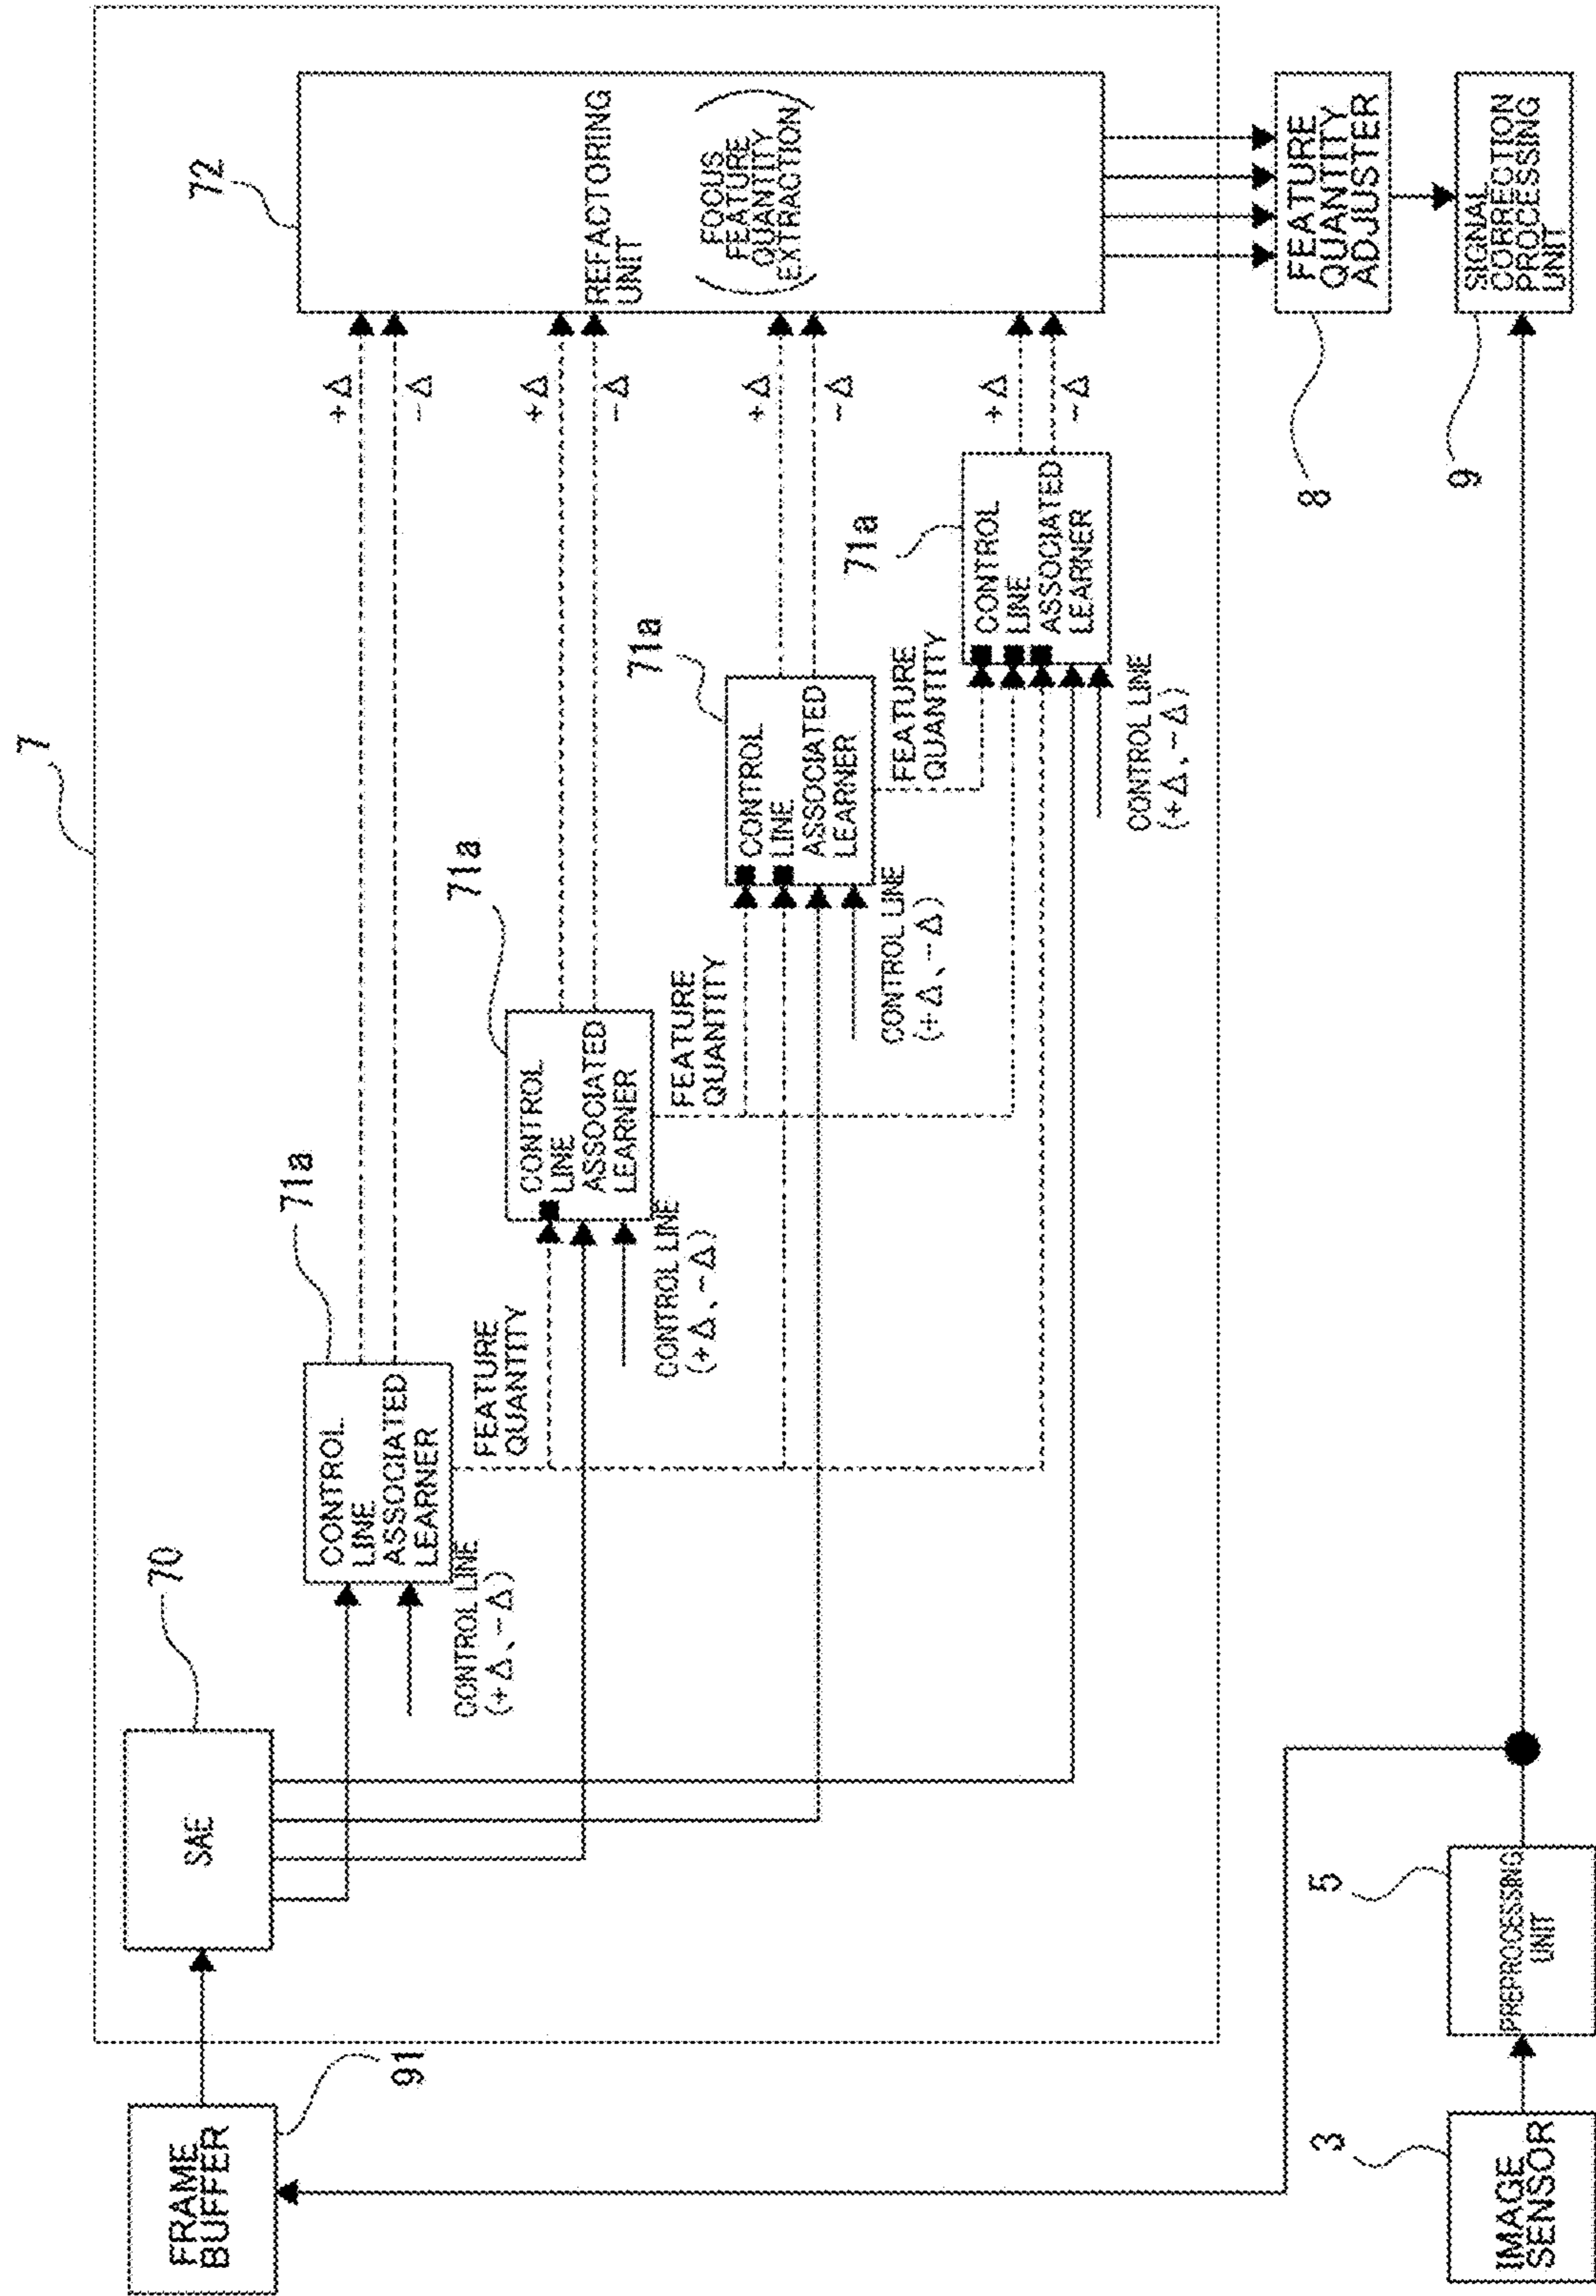 7
72
REFACTORING
UNIT
FOCUS
FEATURE
QUANTITY
EXTRACTION
+Δ
-Δ
+Δ
-Δ
+Δ
-Δ
+Δ
-Δ
70
SAE
FRAME
BUFFER
91
71a
CONTROL
LINE
ASSOCIATED
LEARNER
CONTROL LINE
(+Δ、-Δ)
FEATURE
QUANTITY
71a
CONTROL
LINE
ASSOCIATED
LEARNER
CONTROL LINE
(+Δ、-Δ)
FEATURE
QUANTITY
71a
CONTROL
LINE
ASSOCIATED
LEARNER
CONTROL LINE
(+Δ、-Δ)
FEATURE
QUANTITY
71a
CONTROL
LINE
ASSOCIATED
LEARNER
CONTROL LINE
(+Δ、-Δ)
8
FEATURE
QUANTITY
ADJUSTER
3
IMAGE
SENSOR
5
PREPROCESSING
UNIT
9
SIGNAL
CORRECTION
PROCESSING
UNIT